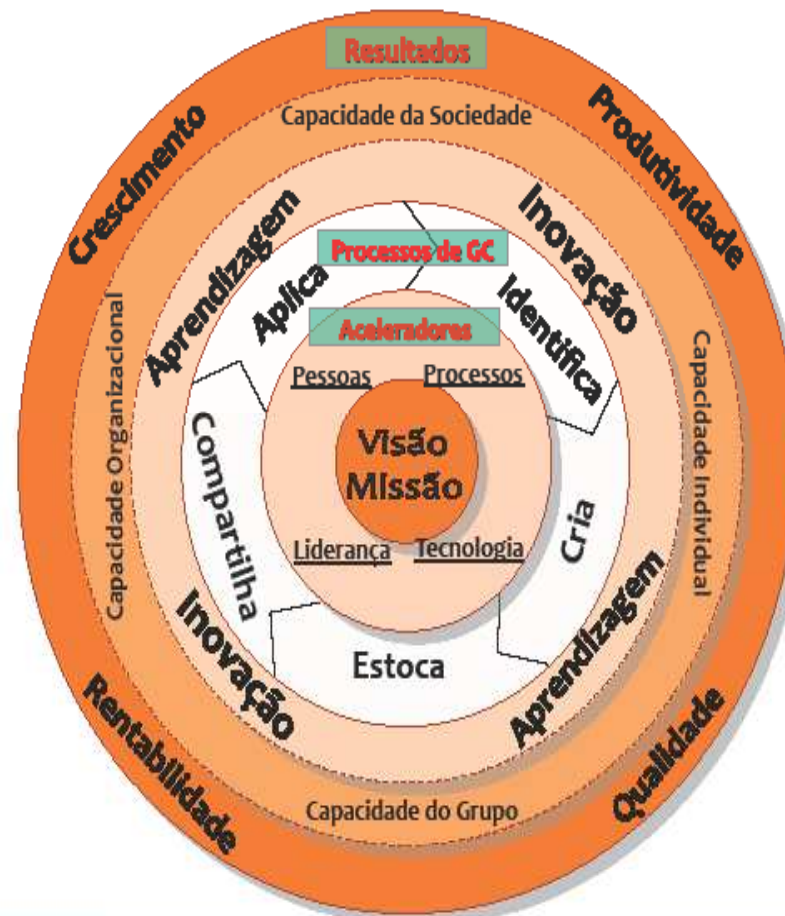 Resultados
Crescimento
Produtividade
Capacidade da Sociedade
Aprendizagem
Inovação
Processos de GC
Aplica
Identifica
Aceleradores
Pessoas
Processos
Capacidade Organizacional
Capacidade Individual
Visão
Missão
Compartilha
Cria
Liderança
Tecnologia
Inovação
Estoca
Aprendizagem
Rentabilidade
Qualidade
Capacidade do Grupo